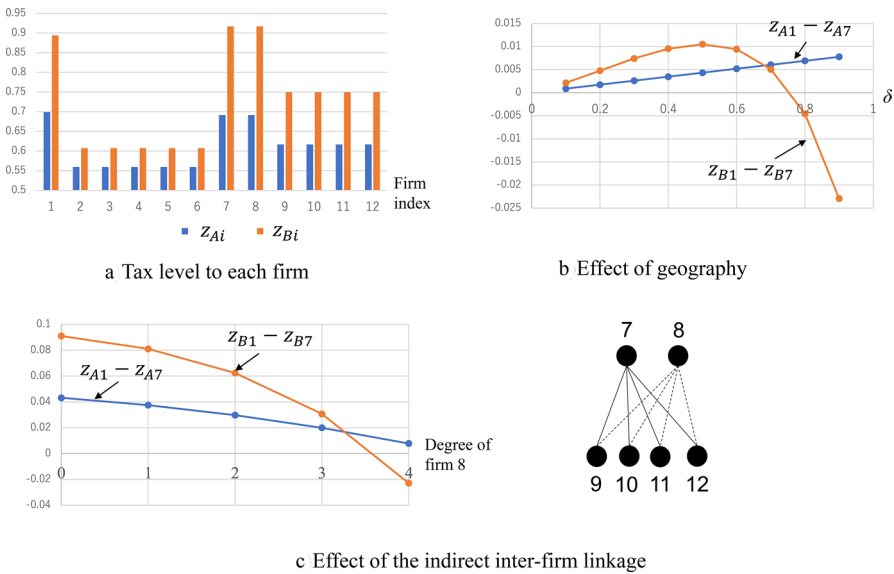 0.95
0.9
0.85
0.8
0.75
0.7
0.65
0.6
0.55
0.5
1 2 3 4 5 6 7 8 9 10 11 12
Firm
index
z_Ai z_Bi
a Tax level to each firm
0.015
0.01
0.005
0
-0.005
-0.01
-0.015
-0.02
-0.025
0 0.2 0.4 0.6 0.8 1
δ
z_A1 − z_A7
z_B1 − z_B7
b Effect of geography
0.1
0.08
0.06
0.04
0.02
0
-0.02
-0.04
0 1 2 3 4
z_B1 − z_B7
z_A1 − z_A7
Degree of
firm 8
7 8
9 10 11 12
c Effect of the indirect inter-firm linkage